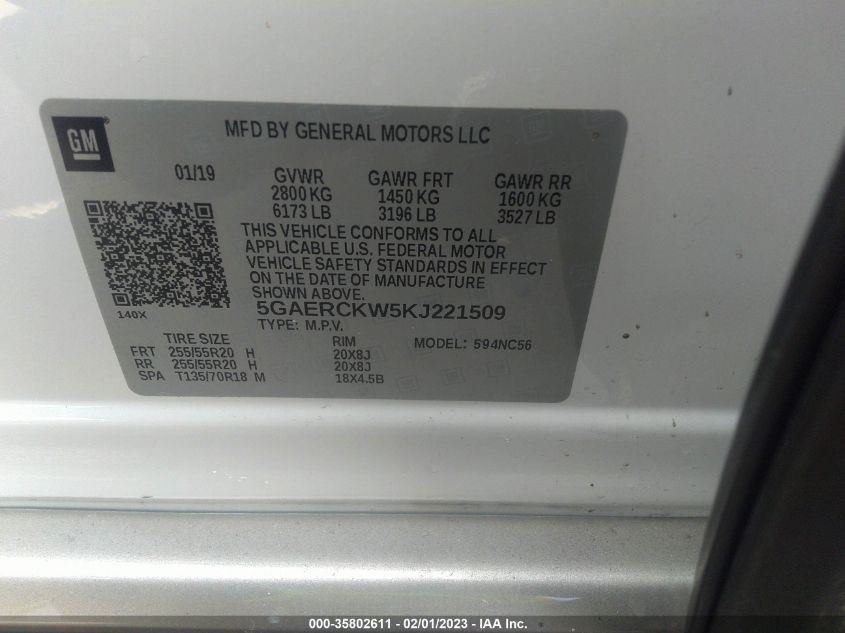 GM
MFD BY GENERAL MOTORS LLC
01/19 GVWR GAWR FRT GAWR RR
2800 KG 1450 KG 1600 KG
6173 LB 3196 LB 3527 LB
THIS VEHICLE CONFORMS TO ALL
APPLICABLE U.S. FEDERAL MOTOR
VEHICLE SAFETY STANDARDS IN EFFECT
ON THE DATE OF MANUFACTURE
SHOWN ABOVE.
140X
5GAERCKW5KJ221509
TYPE: M.P.V.
TIRE SIZE RIM MODEL: 594NC56
FRT 255/55R20 H 20X8J
RR 255/55R20 H 20X8J
SPA T135/70R18 M 18X4.5B
000-35802611 - 02/01/2023 - IAA Inc.